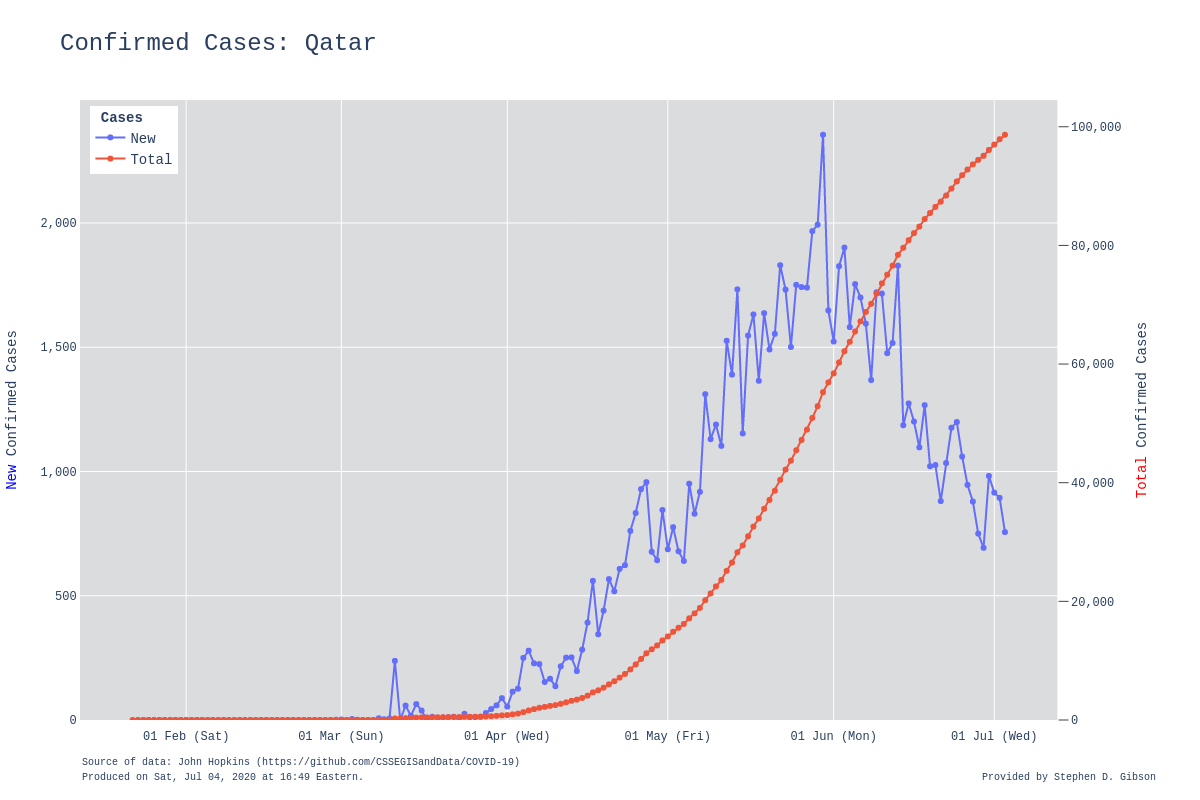 Confirmed Cases: Qatar
Cases
New
Total
2,000
1,500
1,000
500
0
100,000
80,000
60,000
40,000
20,000
0
New Confirmed Cases
Total Confirmed Cases
01 Feb (Sat)
01 Mar (Sun)
01 Apr (Wed)
01 May (Fri)
01 Jun (Mon)
01 Jul (Wed)
Source of data: John Hopkins (https://github.com/CSSEGISandData/COVID-19)
Produced on Sat, Jul 04, 2020 at 16:49 Eastern.
Provided by Stephen D. Gibson